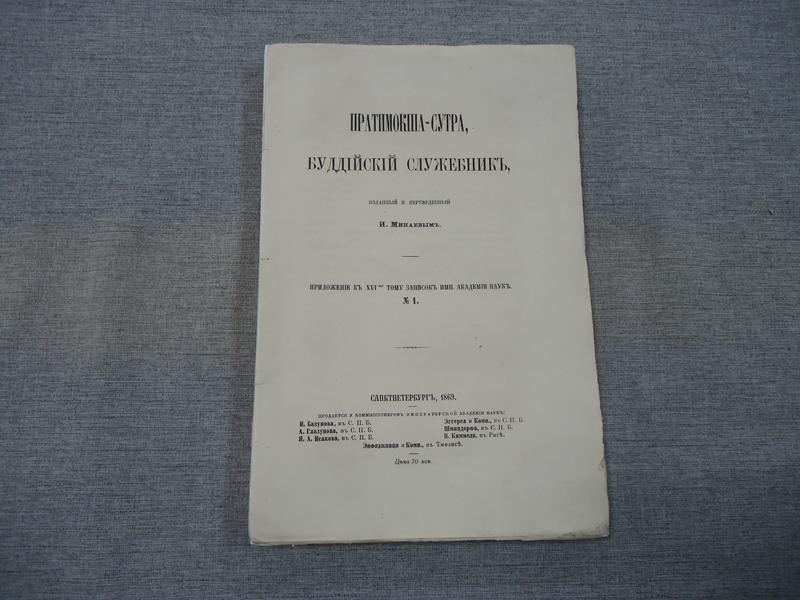 ПРАТИМОКША-СУТРА,
БУДДІЙСКІЙ СЛУЖЕБНИКЪ,
ИЗДАННЫЙ И ПЕРЕВЕДЕННЫЙ
И. Минаевымъ.
ПРИЛОЖЕНІЕ КЪ XVI-му ТОМУ ЗАПИСОКЪ ИМП. АКАДЕМІИ НАУКЪ.
№ 1.
САНКТПЕТЕРБУРГЪ, 1869.
ПРОДАЕТСЯ У КОММИССІОНЕРОВЪ ИМПЕРАТОРСКОЙ АКАДЕМІИ НАУКЪ:
И. Базунова, въ С. П. Б. Эггерса и Комп., въ С. П. Б.
А. Глазунова, въ С. П. Б. Шмицдорфа, въ С. П. Б.
Я. А. Исакова, въ С. П. Б. Н. Киммеля, въ Ригѣ.
Энфяджянца и Комп., въ Тифлисѣ.
Цѣна 70 коп.